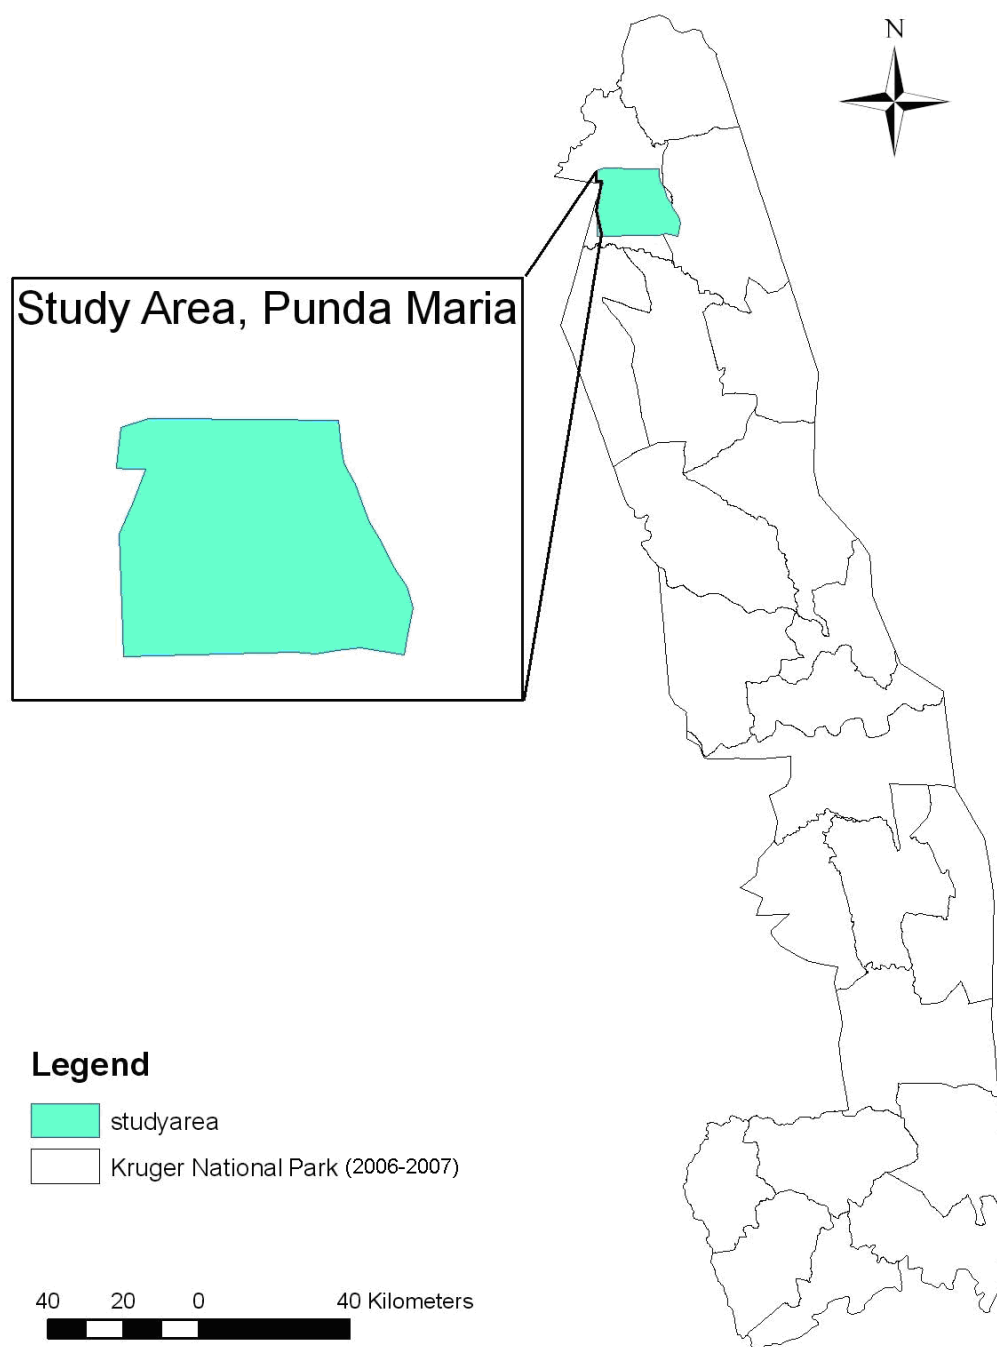 N
Study Area, Punda Maria
Legend
studyarea
Kruger National Park (2006-2007)
40 20 0 40 Kilometers